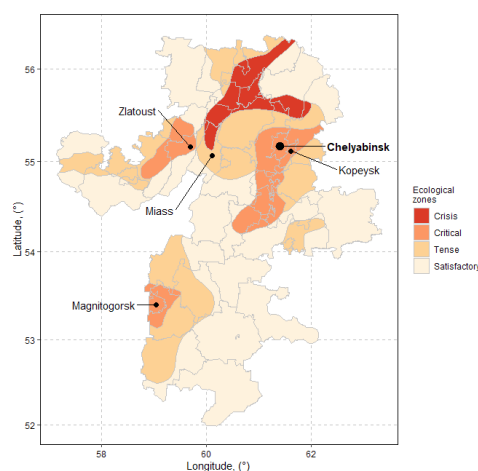 56
55
54
53
52
58
60
62
Latitude, (°)
Longitude, (°)
Zlatoust
Chelyabinsk
Kopeysk
Miass
Magnitogorsk
Ecological
zones
Crisis
Critical
Tense
Satisfactory